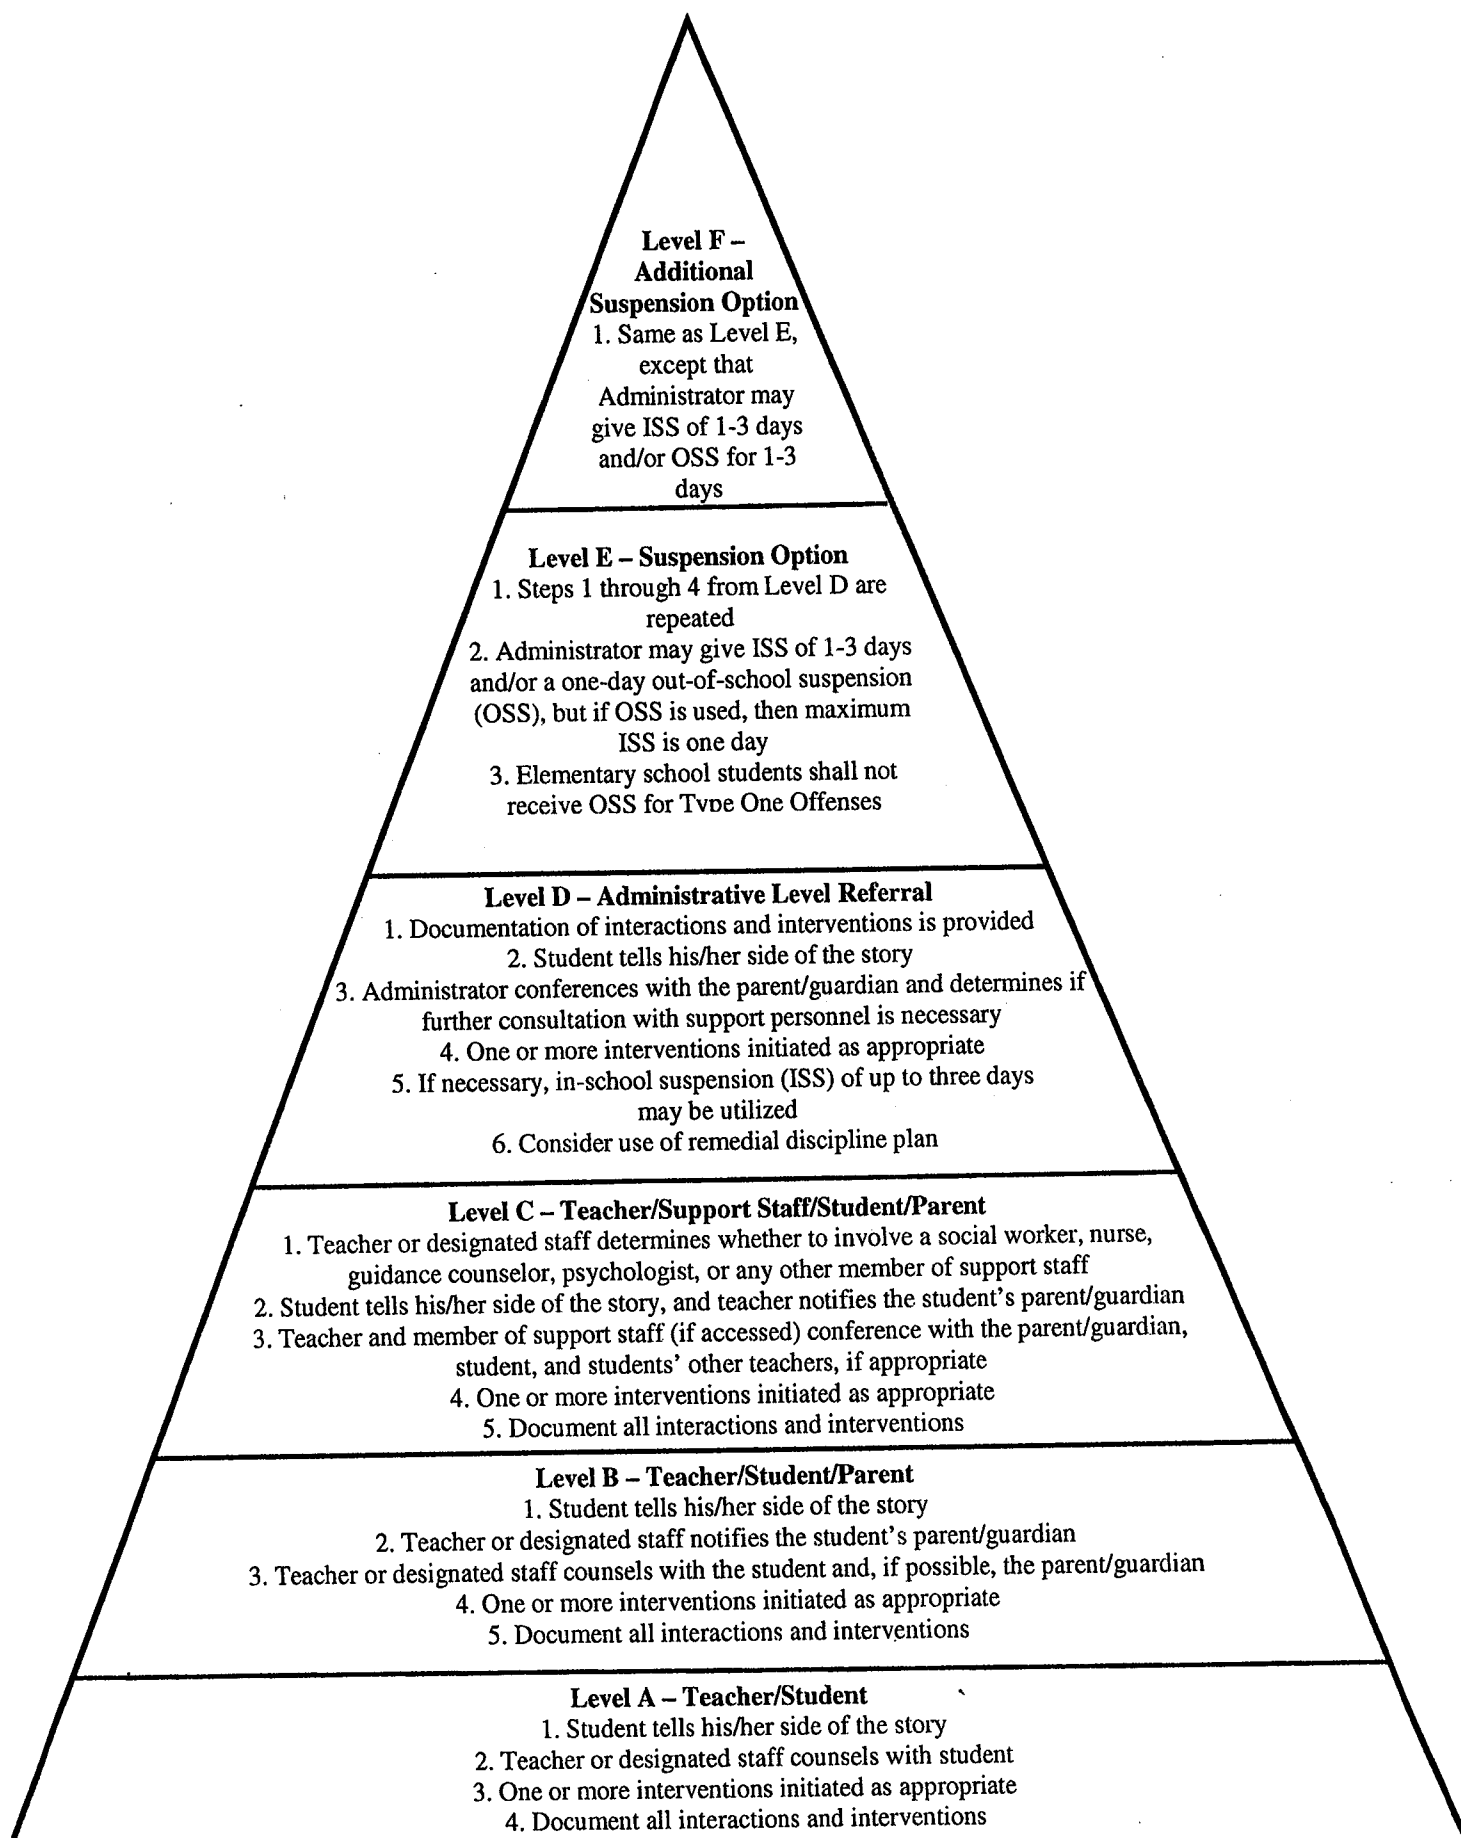 Level F –
Additional
Suspension Option
1. Same as Level E,
except that
Administrator may
give ISS of 1-3 days
and/or OSS for 1-3
days
Level E – Suspension Option
1. Steps 1 through 4 from Level D are
repeated
2. Administrator may give ISS of 1-3 days
and/or a one-day out-of-school suspension
(OSS), but if OSS is used, then maximum
ISS is one day
3. Elementary school students shall not
receive OSS for Type One Offenses
Level D – Administrative Level Referral
1. Documentation of interactions and interventions is provided
2. Student tells his/her side of the story
3. Administrator conferences with the parent/guardian and determines if
further consultation with support personnel is necessary
4. One or more interventions initiated as appropriate
5. If necessary, in-school suspension (ISS) of up to three days
may be utilized
6. Consider use of remedial discipline plan
Level C – Teacher/Support Staff/Student/Parent
1. Teacher or designated staff determines whether to involve a social worker, nurse,
guidance counselor, psychologist, or any other member of support staff
2. Student tells his/her side of the story, and teacher notifies the student's parent/guardian
3. Teacher and member of support staff (if accessed) conference with the parent/guardian,
student, and students' other teachers, if appropriate
4. One or more interventions initiated as appropriate
5. Document all interactions and interventions
Level B – Teacher/Student/Parent
1. Student tells his/her side of the story
2. Teacher or designated staff notifies the student's parent/guardian
3. Teacher or designated staff counsels with the student and, if possible, the parent/guardian
4. One or more interventions initiated as appropriate
5. Document all interactions and interventions
Level A – Teacher/Student
1. Student tells his/her side of the story
2. Teacher or designated staff counsels with student
3. One or more interventions initiated as appropriate
4. Document all interactions and interventions